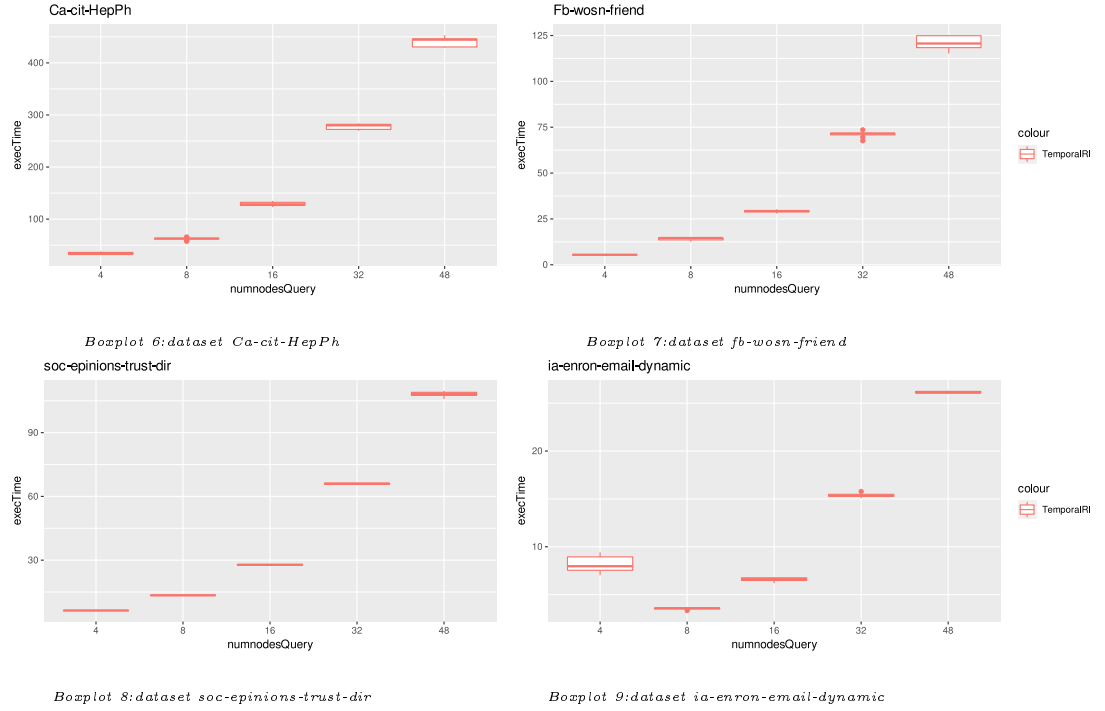 Ca-cit-HepPh
execTime
400
300
200
100
4 8 16 32 48
numnodesQuery
Boxplot 6:dataset Ca-cit-HepPh
Fb-wosn-friend
execTime
125
100
75
50
25
0
4 8 16 32 48
numnodesQuery
colour
TemporalRI
Boxplot 7:dataset fb-wosn-friend
soc-epinions-trust-dir
execTime
90
60
30
4 8 16 32 48
numnodesQuery
Boxplot 8:dataset soc-epinions-trust-dir
ia-enron-email-dynamic
execTime
20
10
4 8 16 32 48
numnodesQuery
colour
TemporalRI
Boxplot 9:dataset ia-enron-email-dynamic